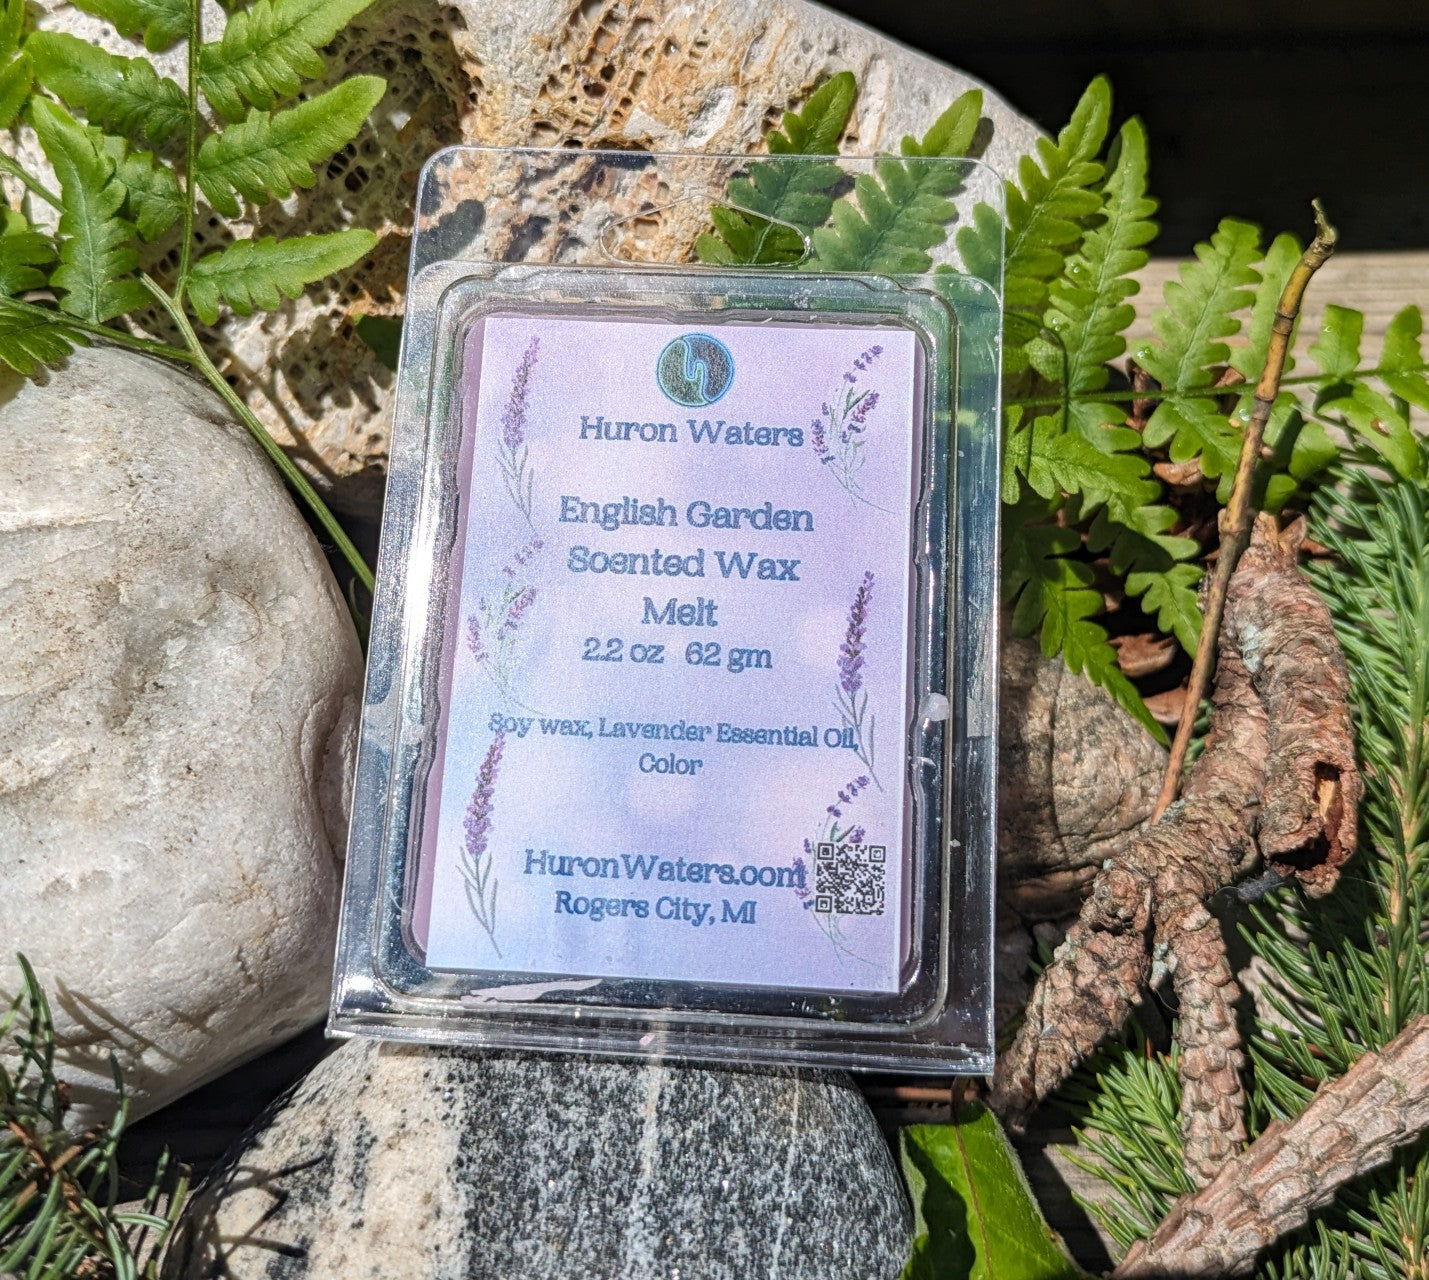 Huron Waters
English Garden
Scented Wax
Melt
2.2 oz 62 gm
Soy wax, Lavender Essential Oil,
Color
HuronWaters.com
Rogers City, MI